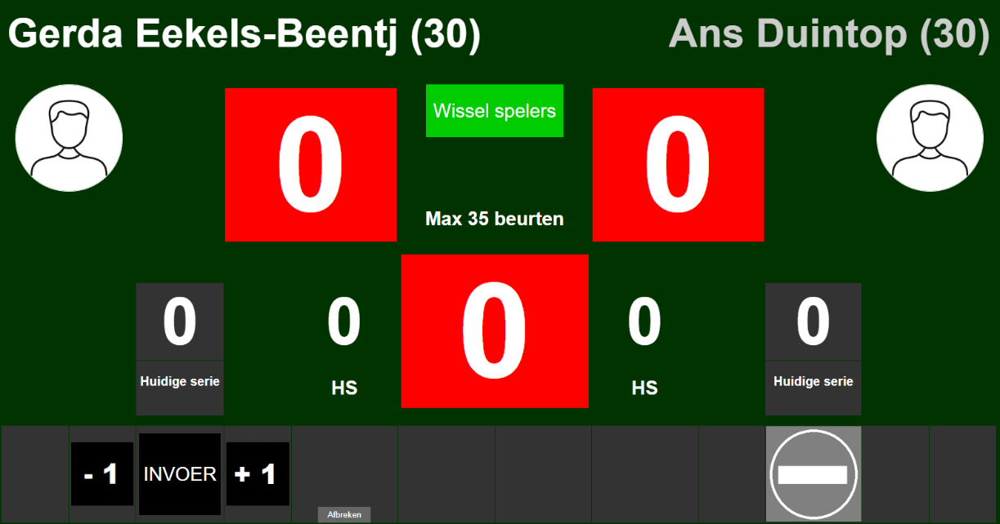 Gerda Eekels-Beentj (30)
Ans Duintop (30)
0
Wissel spelers
0
Max 35 beurten
0
0
0
0
0
Huidige serie
HS
HS
Huidige serie
- 1
INVOER
+ 1
Afbreken